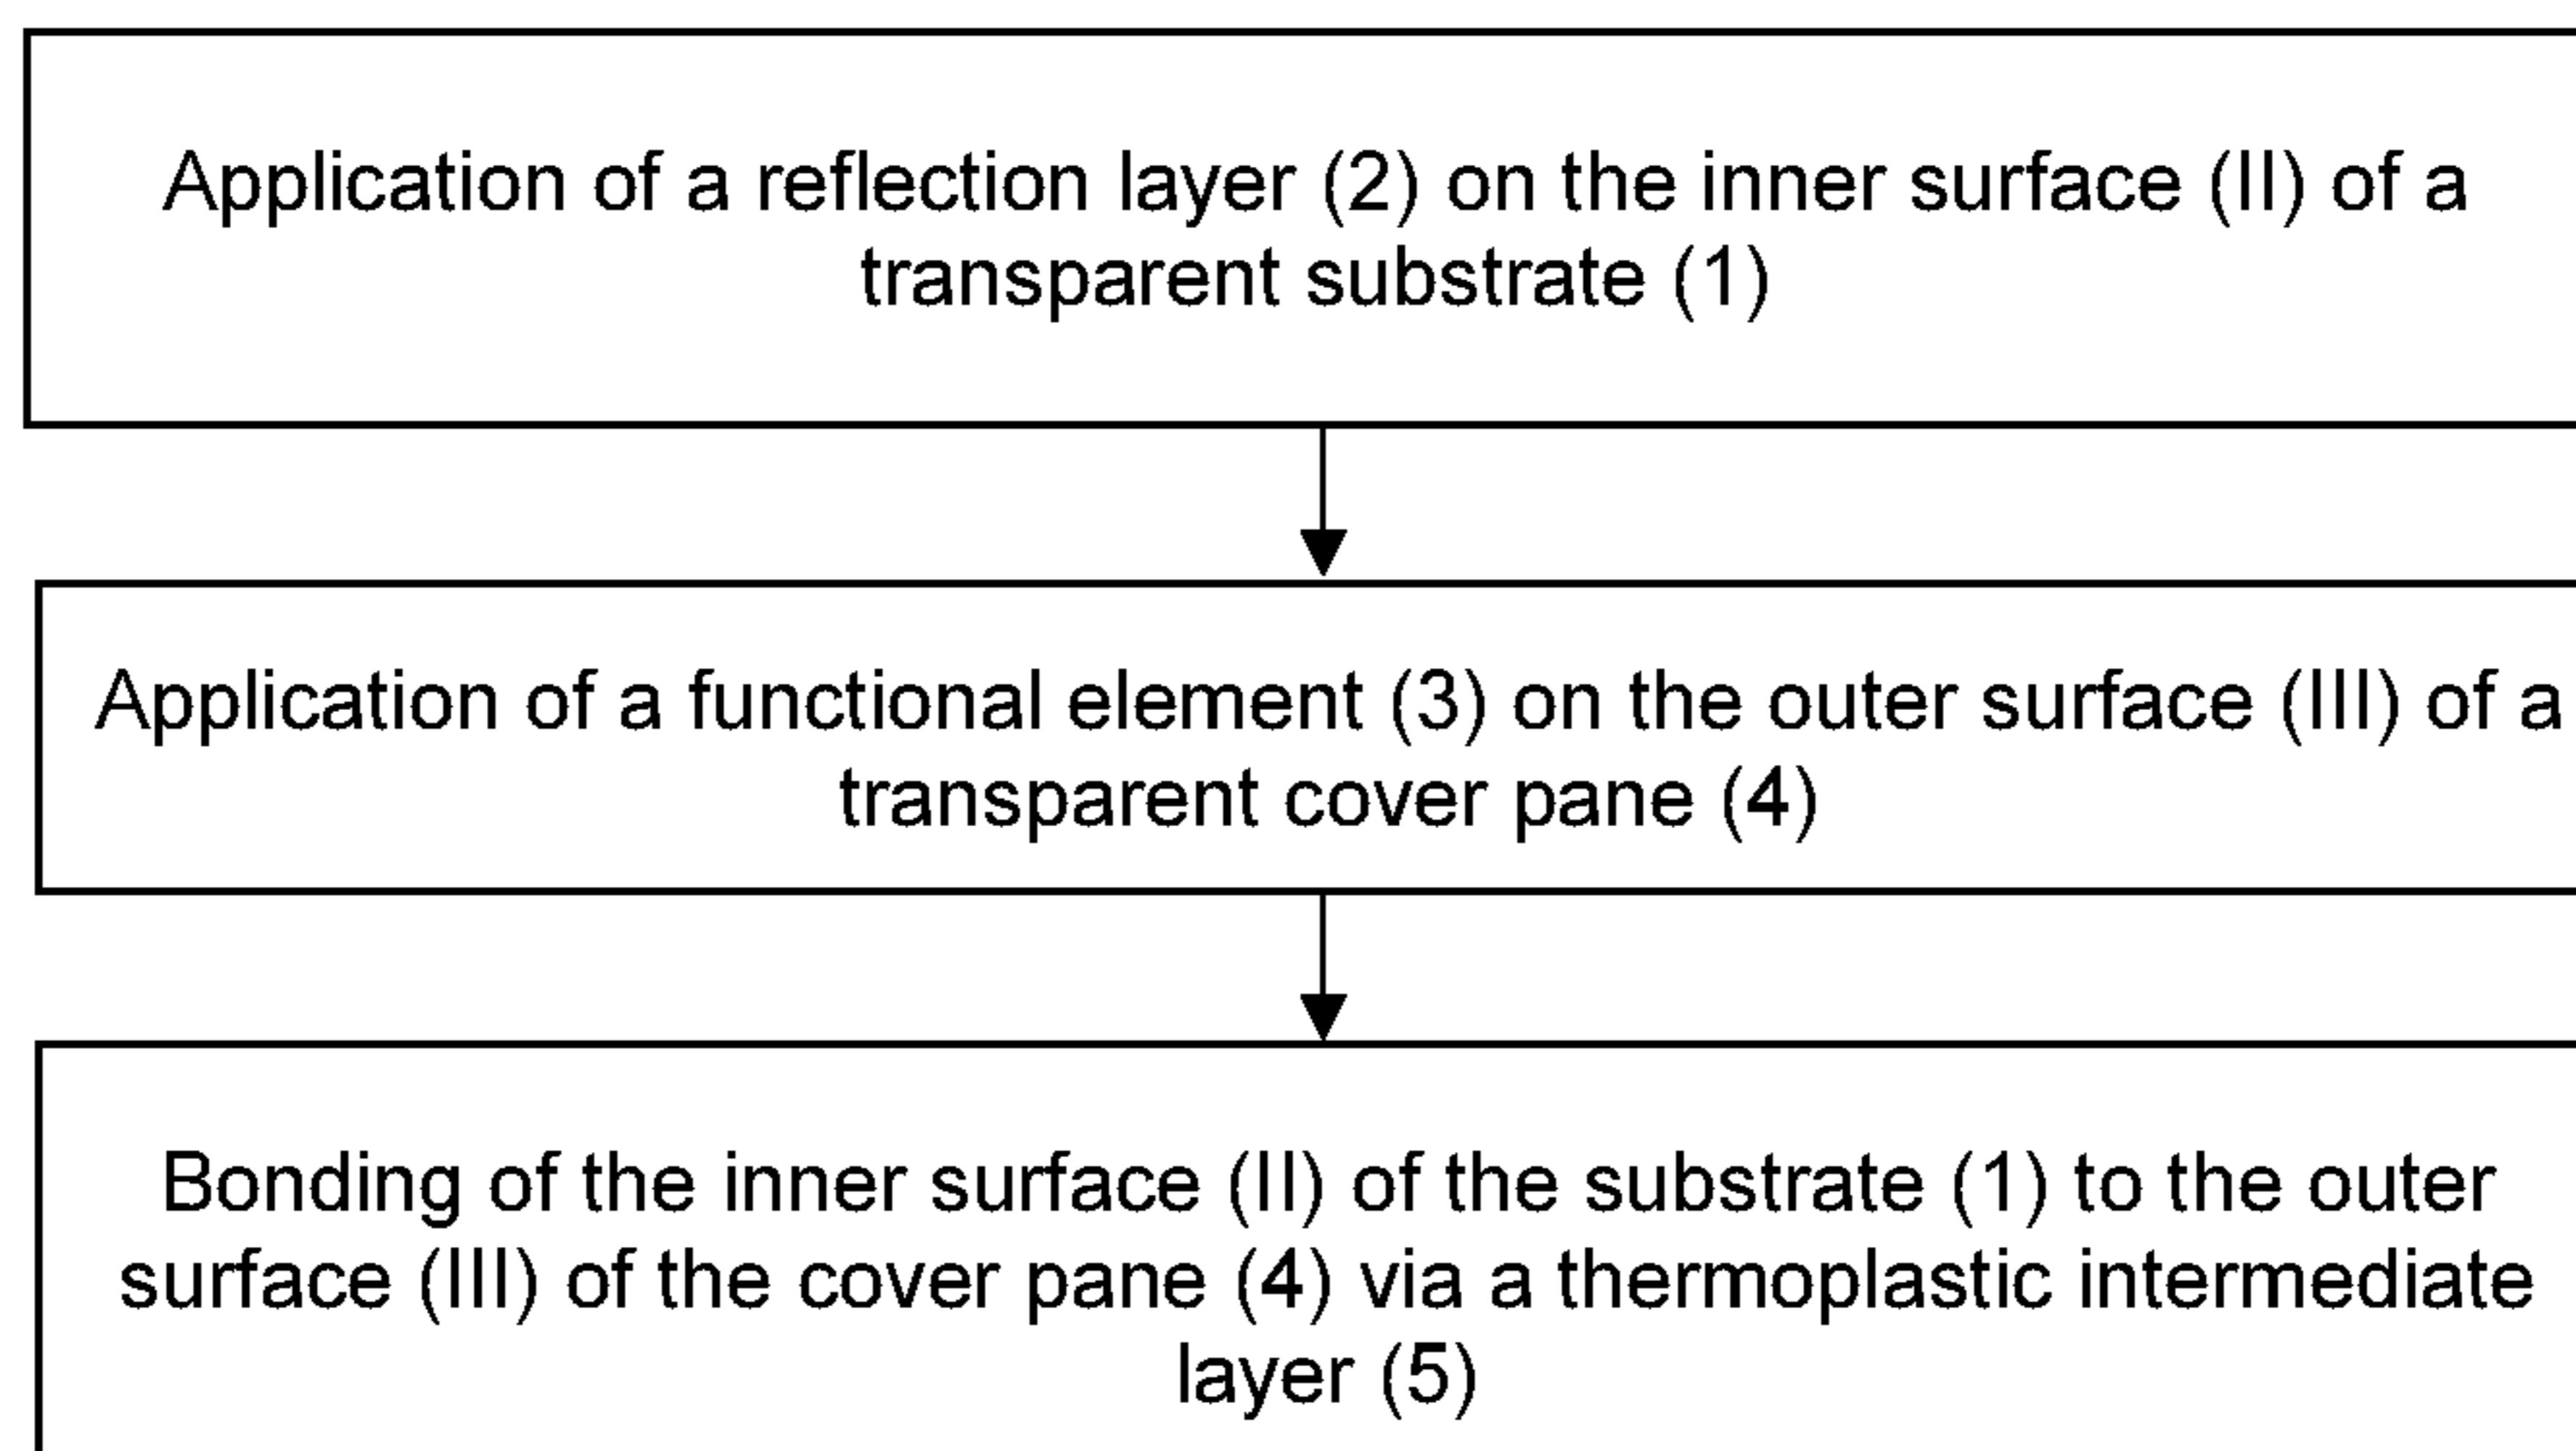 Application of a reflection layer (2) on the inner surface (II) of a
transparent substrate (1)
Application of a functional element (3) on the outer surface (III) of a
transparent cover pane (4)
Bonding of the inner surface (II) of the substrate (1) to the outer
surface (III) of the cover pane (4) via a thermoplastic intermediate
layer (5)